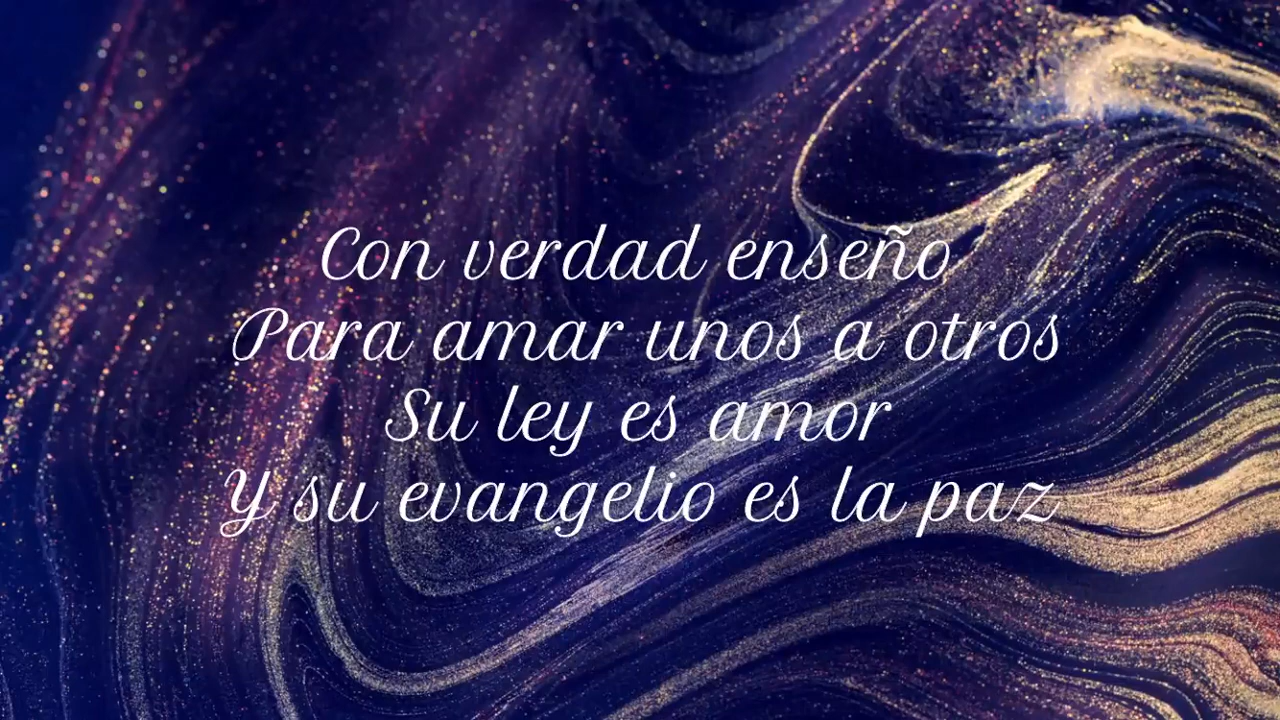 Con verdad enseño
Para amar unos a otros
Su ley es amor
Y su evangelio es la paz